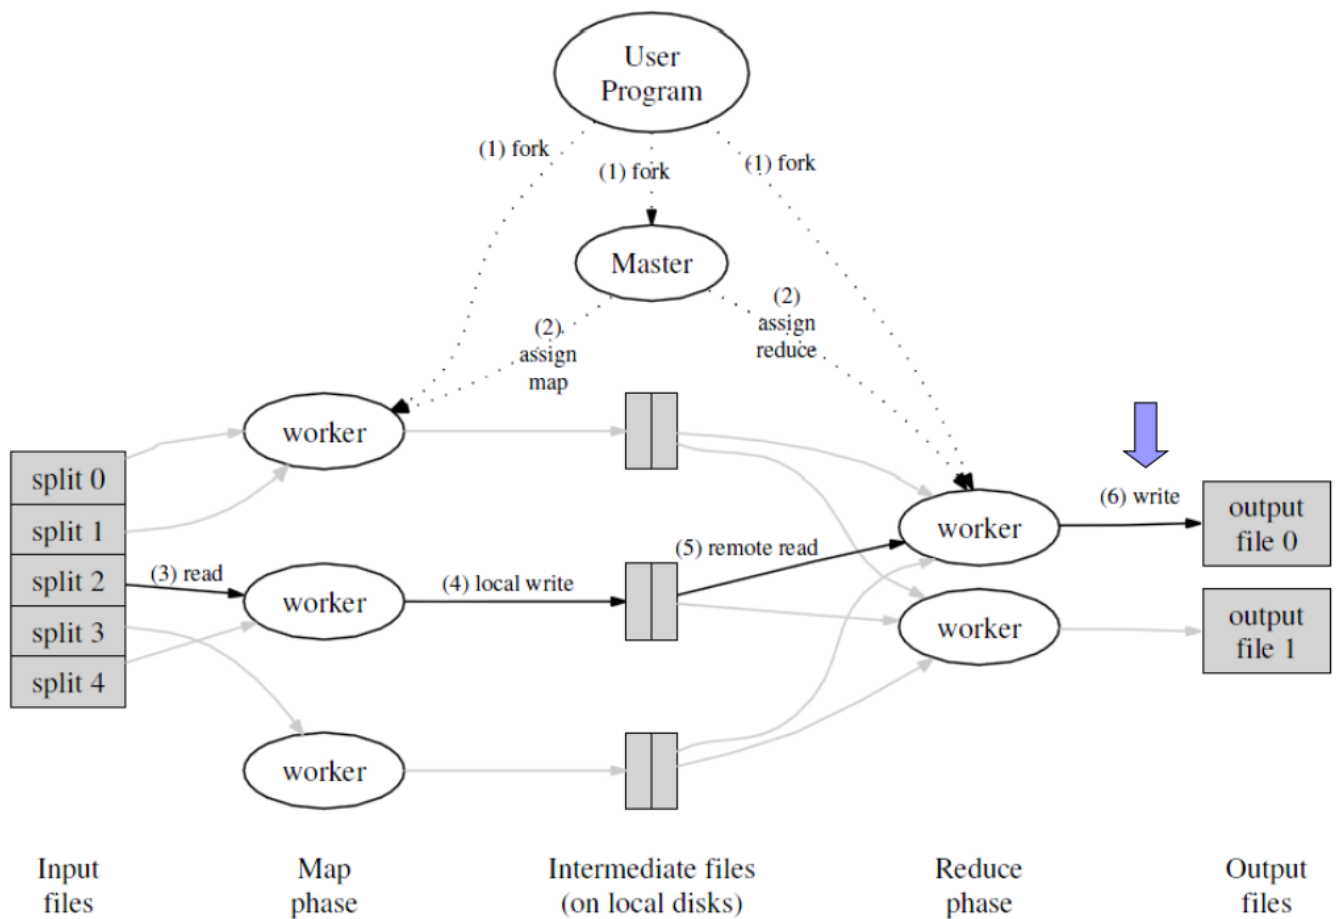 User
Program
(1) fork
(1) fork
(1) fork
Master
(2)
assign
map
(2)
assign
reduce
worker
split 0
split 1
split 2
split 3
split 4
(3) read
worker
(4) local write
(5) remote read
worker
(6) write
output
file 0
worker
output
file 1
worker
Input
files
Map
phase
Intermediate files
(on local disks)
Reduce
phase
Output
files